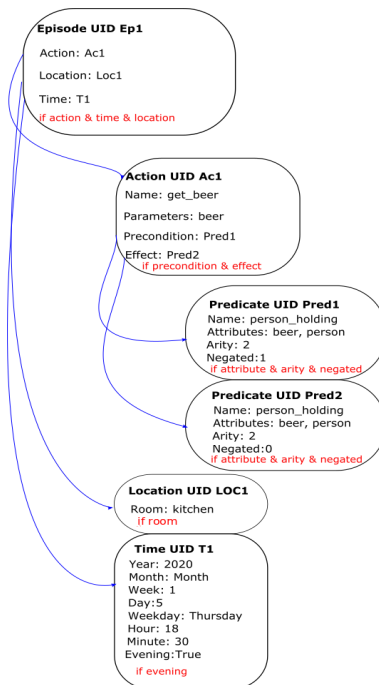 Episode UID Ep1
Action: Ac1
Location: Loc1
Time: T1
if action & time & location
Action UID Ac1
Name: get_beer
Parameters: beer
Precondition: Pred1
Effect: Pred2
if precondition & effect
Predicate UID Pred1
Name: person_holding
Attributes: beer, person
Arity: 2
Negated:1
if attribute & arity & negated
Predicate UID Pred2
Name: person_holding
Attributes: beer, person
Arity: 2
Negated:0
if attribute & arity & negated
Location UID LOC1
Room: kitchen
if room
Time UID T1
Year: 2020
Month: Month
Week: 1
Day:5
Weekday: Thursday
Hour: 18
Minute: 30
Evening:True
if evening